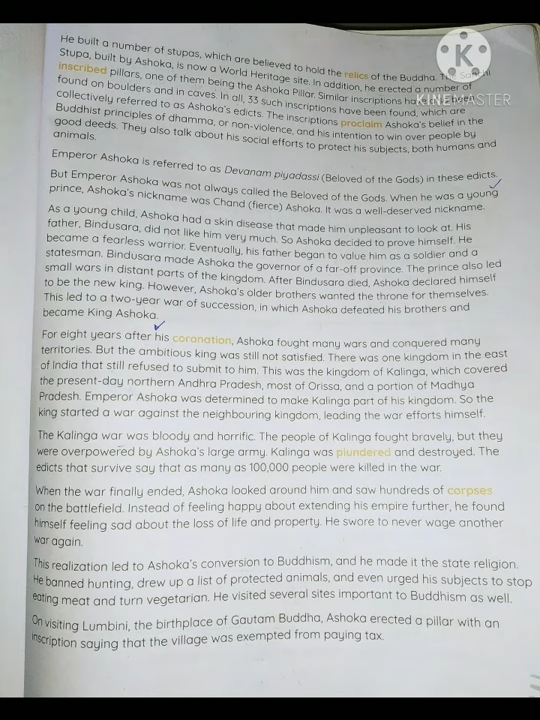 He built a number of stupas, which are believed to hold the relics of the Buddha. The Sanchi
Stupa, built by Ashoka, is now a World Heritage site. In addition, he erected a number of
inscribed pillars, one of them being the Ashoka Pillar. Similar inscriptions have been
found on boulders and in caves. In all, 33 such inscriptions have been found, which are
collectively referred to as Ashoka's edicts. The inscriptions proclaim Ashoka's belief in the
Buddhist principles of dhamma, or non-violence, and his intention to win over people by
good deeds. They also talk about his social efforts to protect his subjects, both humans and
animals.
Emperor Ashoka is referred to as Devanam piyadassi (Beloved of the Gods) in these edicts.
But Emperor Ashoka was not always called the Beloved of the Gods. When he was a young
prince, Ashoka's nickname was Chand (fierce) Ashoka. It was a well-deserved nickname.
As a young child, Ashoka had a skin disease that made him unpleasant to look at. His
father, Bindusara, did not like him very much. So Ashoka decided to prove himself. He
became a fearless warrior. Eventually, his father began to value him as a soldier and a
statesman. Bindusara made Ashoka the governor of a far-off province. The prince also led
small wars in distant parts of the kingdom. After Bindusara died, Ashoka declared himself
to be the new king. However, Ashoka's older brothers wanted the throne for themselves.
This led to a two-year war of succession, in which Ashoka defeated his brothers and
became King Ashoka.
For eight years after his coronation, Ashoka fought many wars and conquered many
territories. But the ambitious king was still not satisfied. There was one kingdom in the east
of India that still refused to submit to him. This was the kingdom of Kalinga, which covered
the present-day northern Andhra Pradesh, most of Orissa, and a portion of Madhya
Pradesh. Emperor Ashoka was determined to make Kalinga part of his kingdom. So the
king started a war against the neighbouring kingdom, leading the war efforts himself.
The Kalinga war was bloody and horrific. The people of Kalinga fought bravely, but they
were overpowered by Ashoka's large army. Kalinga was plundered and destroyed. The
edicts that survive say that as many as 100,000 people were killed in the war.
When the war finally ended, Ashoka looked around him and saw hundreds of corpses
on the battlefield. Instead of feeling happy about extending his empire further, he found
himself feeling sad about the loss of life and property. He swore to never wage another
war again.
This realization led to Ashoka's conversion to Buddhism, and he made it the state religion.
He banned hunting, drew up a list of protected animals, and even urged his subjects to stop
eating meat and turn vegetarian. He visited several sites important to Buddhism as well.
On visiting Lumbini, the birthplace of Gautam Buddha, Ashoka erected a pillar with an
inscription saying that the village was exempted from paying tax.
K
KINEMASTER